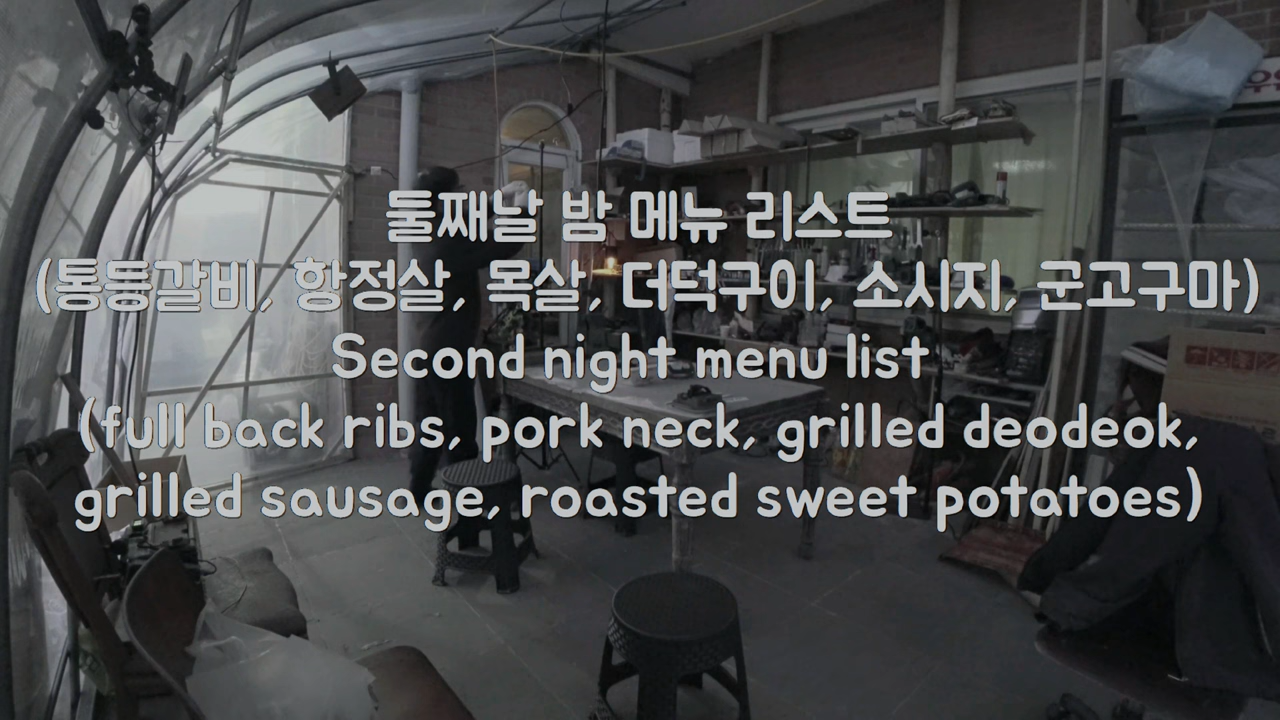 둘째날 밤 메뉴 리스트
(통등갈비, 항정살, 목살, 더덕구이, 소시지, 군고구마)
Second night menu list
(full back ribs, pork neck, grilled deodeok,
grilled sausage, roasted sweet potatoes)